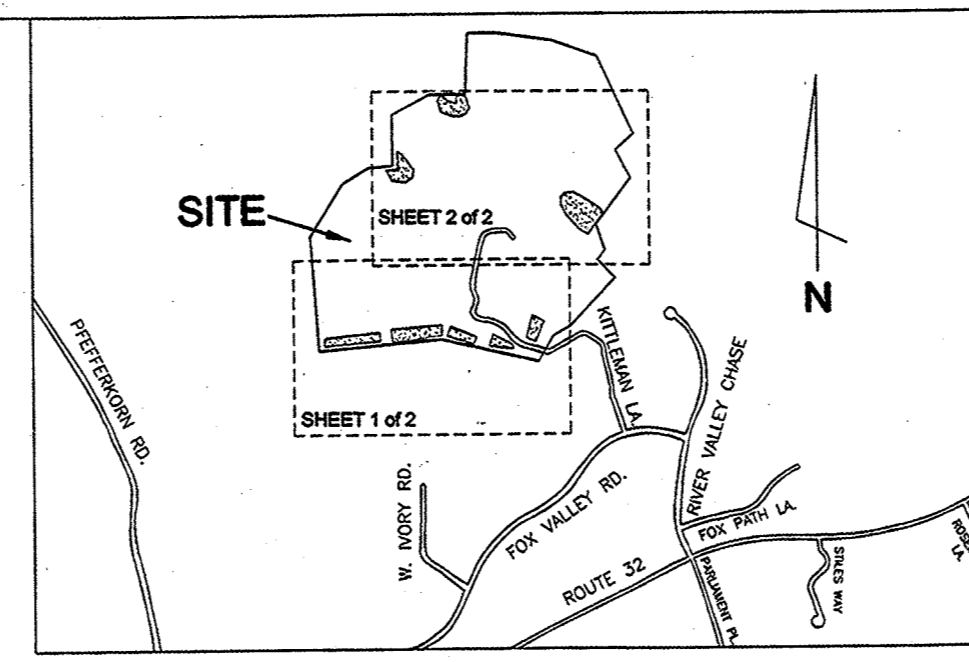 SITE
SHEET 2 of 2
N
SHEET 1 of 2
PFEFFERKORN RD.
KITTLEMAN LA.
RIVER VALLEY CHASE
W. IVORY RD.
FOX VALLEY RD.
FOX PATH LA.
ROUTE 32
PARLIAMENT PL.
STILES WAY
LA.